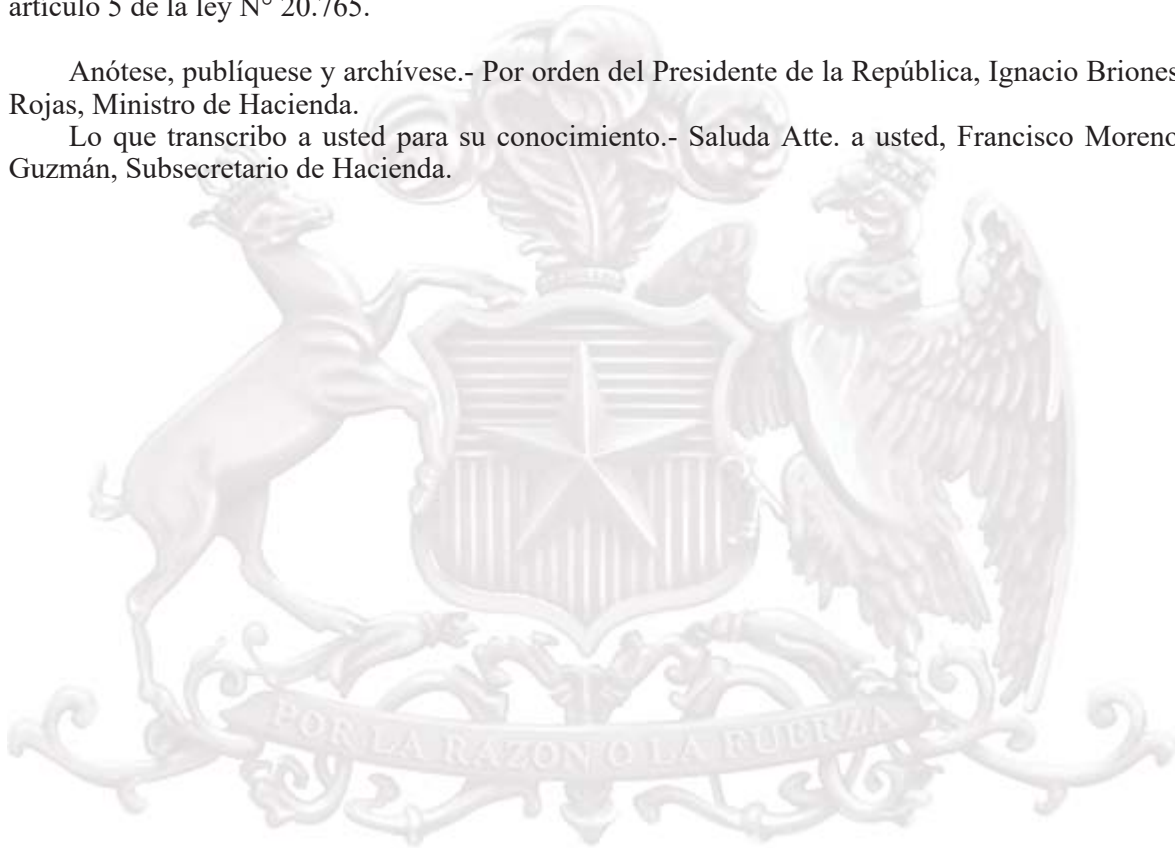 artículo 5 de la ley N° 20.765.
Anótese, publíquese y archívese.- Por orden del Presidente de la República, Ignacio Briones
Rojas, Ministro de Hacienda.
Lo que transcribo a usted para su conocimiento.- Saluda Atte. a usted, Francisco Moreno
Guzmán, Subsecretario de Hacienda.
POR LA RAZON O LA FUERZA